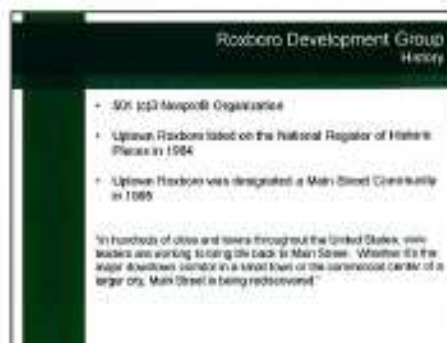 Roxboro Development Group
History
• 501 (c)3 Nonprofit Organization
• Uptown Roxboro listed on the National Register of Historic
Places in 1984
• Uptown Roxboro was designated a Main Street Community
in
"In hundreds of cities and towns throughout the United States, civic
leaders are working to bring life back to Main Street. Whether it's the
major downtown corridor in a small town or the commercial center of a
larger city, Main Street is being rediscovered."